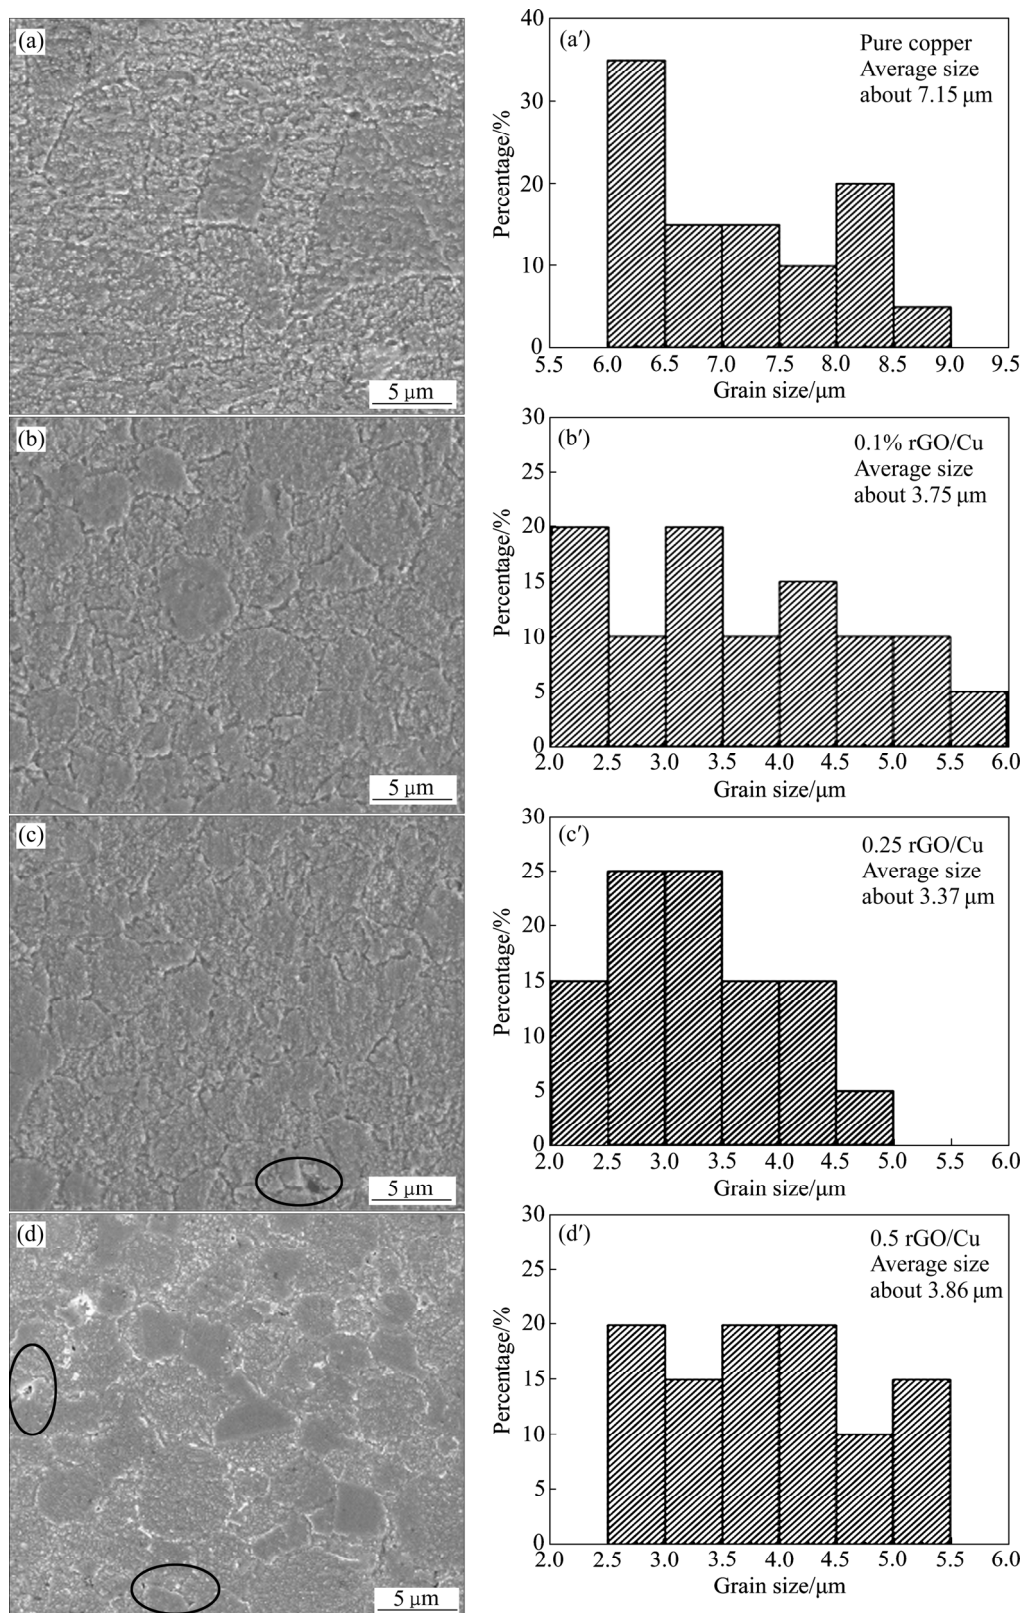 (a)
5 μm
(a′)
Pure copper
Average size
about 7.15 μm
Percentage/%
40
30
20
10
0
5.5 6.0 6.5 7.0 7.5 8.0 8.5 9.0 9.5
Grain size/μm
(b)
5 μm
(b′)
0.1% rGO/Cu
Average size
about 3.75 μm
Percentage/%
30
25
20
15
10
5
0
2.0 2.5 3.0 3.5 4.0 4.5 5.0 5.5 6.0
Grain size/μm
(c)
5 μm
(c′)
0.25 rGO/Cu
Average size
about 3.37 μm
Percentage/%
30
25
20
15
10
5
0
2.0 2.5 3.0 3.5 4.0 4.5 5.0 5.5 6.0
Grain size/μm
(d)
5 μm
(d′)
0.5 rGO/Cu
Average size
about 3.86 μm
Percentage/%
30
25
20
15
10
5
0
2.0 2.5 3.0 3.5 4.0 4.5 5.0 5.5 6.0
Grain size/μm